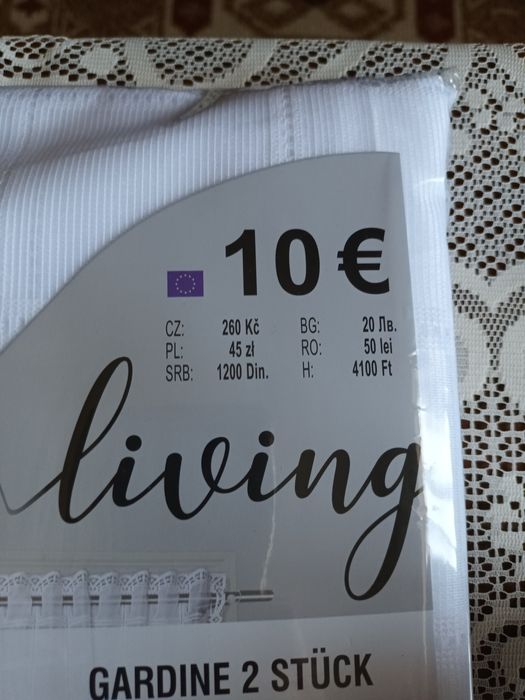 10 €
CZ: 260 Kč BG: 20 Лв.
PL: 45 zł RO: 50 lei
SRB: 1200 Din. H: 4100 Ft
living
GARDINE 2 STÜCK